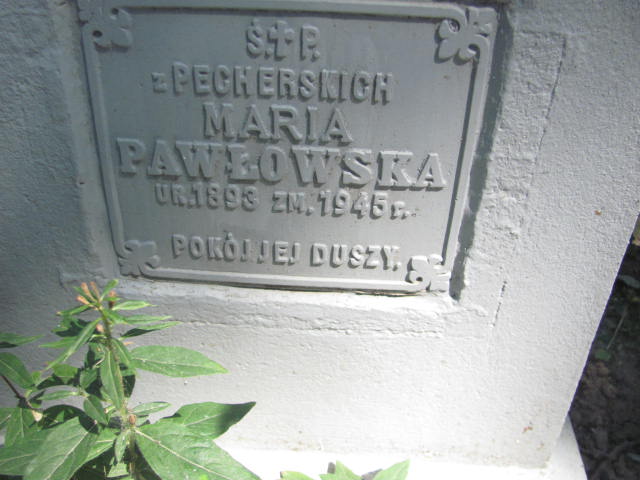 Ś.✝P.
z PECHERSKICH
MARIA
PAWŁOWSKA
UR.1893 ZM.1945 r.
POKÓJ JEJ DUSZY.